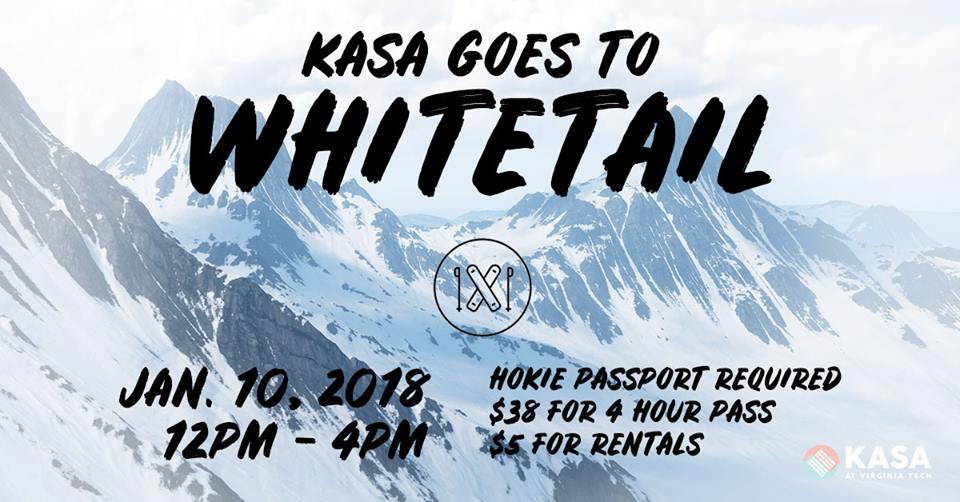 KASA GOES TO
WHITETAIL
JAN. 10, 2018
12PM - 4PM
HOKIE PASSPORT REQUIRED
$38 FOR 4 HOUR PASS
$5 FOR RENTALS
KASA
AT VIRGINIA TECH